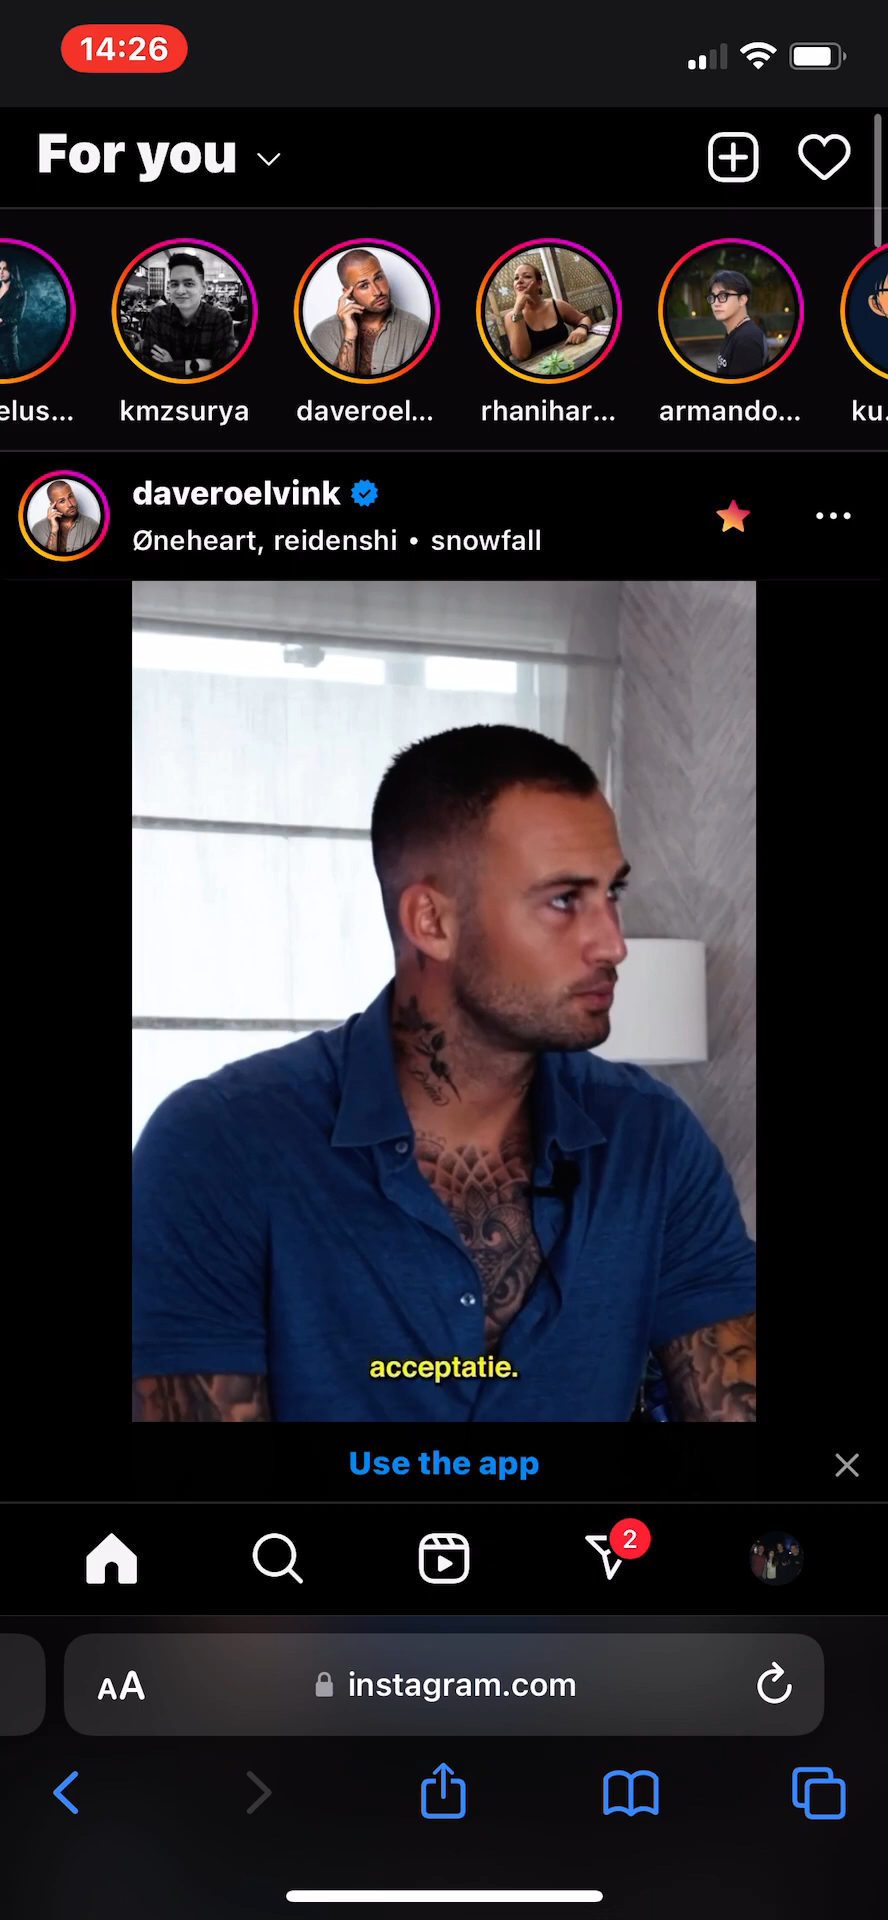 14:26
For you
elus...
kmzsurya
daveroel...
rhanihar...
armando...
ku.
daveroelvink
Øneheart, reidenshi • snowfall
acceptatie.
Use the app
2
AA
instagram.com